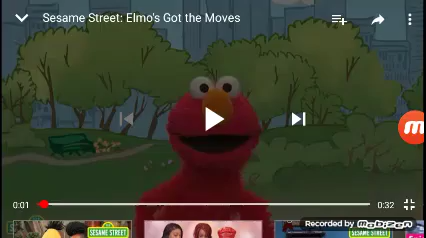 Sesame Street: Elmo's Got the Moves
0:01
0:32
SESAME STREET
SESAME STREET
Recorded by MOBIZEN